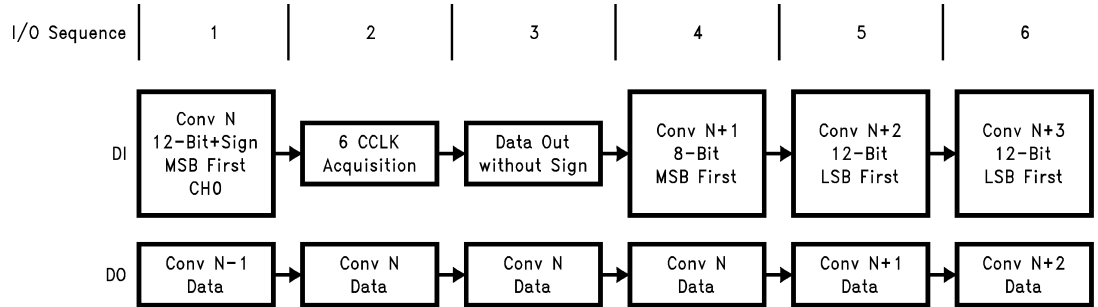 I/O Sequence 1 2 3 4 5 6
DI
Conv N
12-Bit+Sign
MSB First
CH0
6 CCLK
Acquisition
Data Out
without Sign
Conv N+1
8-Bit
MSB First
Conv N+2
12-Bit
LSB First
Conv N+3
12-Bit
LSB First
DO
Conv N-1
Data
Conv N
Data
Conv N
Data
Conv N
Data
Conv N+1
Data
Conv N+2
Data